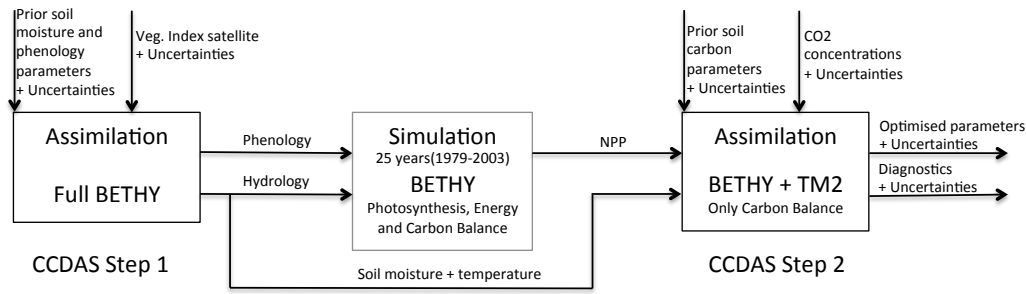 Prior soil
moisture and
phenology
parameters
+ Uncertainties
Veg. Index satellite
+ Uncertainties
Assimilation
Full BETHY
CCDAS Step 1
Phenology
Hydrology
Simulation
25 years(1979-2003)
BETHY
Photosynthesis, Energy
and Carbon Balance
Soil moisture + temperature
NPP
Prior soil
carbon
parameters
+ Uncertainties
CO2
concentrations
+ Uncertainties
Assimilation
BETHY + TM2
Only Carbon Balance
CCDAS Step 2
Optimised parameters
+ Uncertainties
Diagnostics
+ Uncertainties